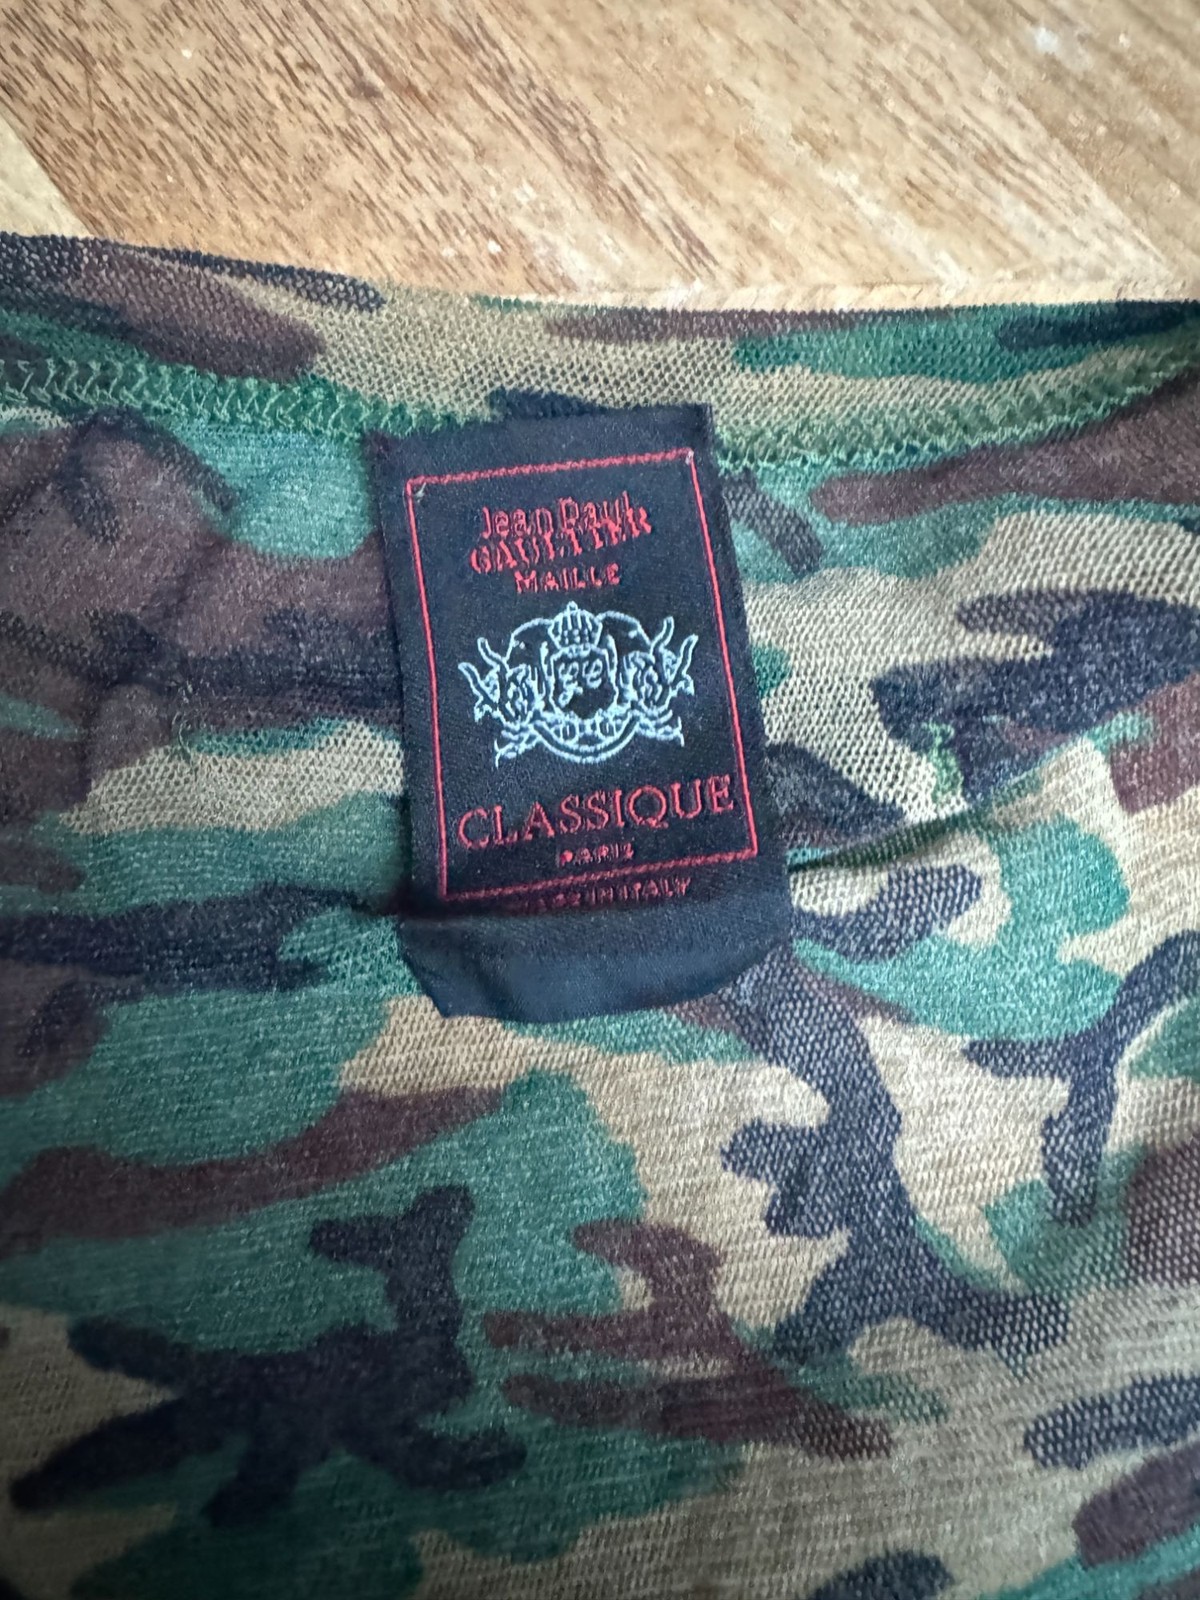 Jean Paul
GAULTIER
MAILLE
CLASSIQUE
PARIS
MADE IN ITALY